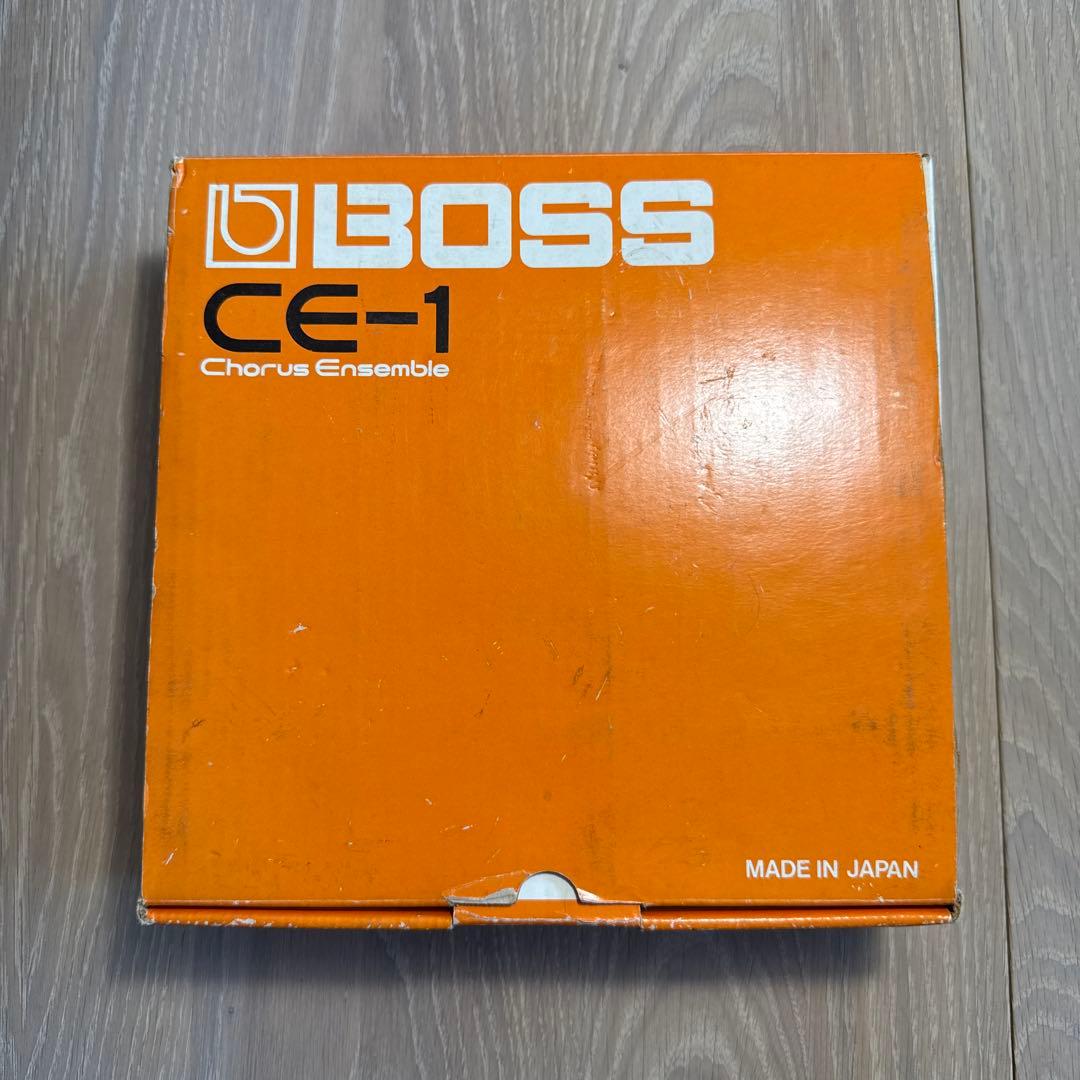 BOSS
CE-1
Chorus Ensemble
MADE IN JAPAN